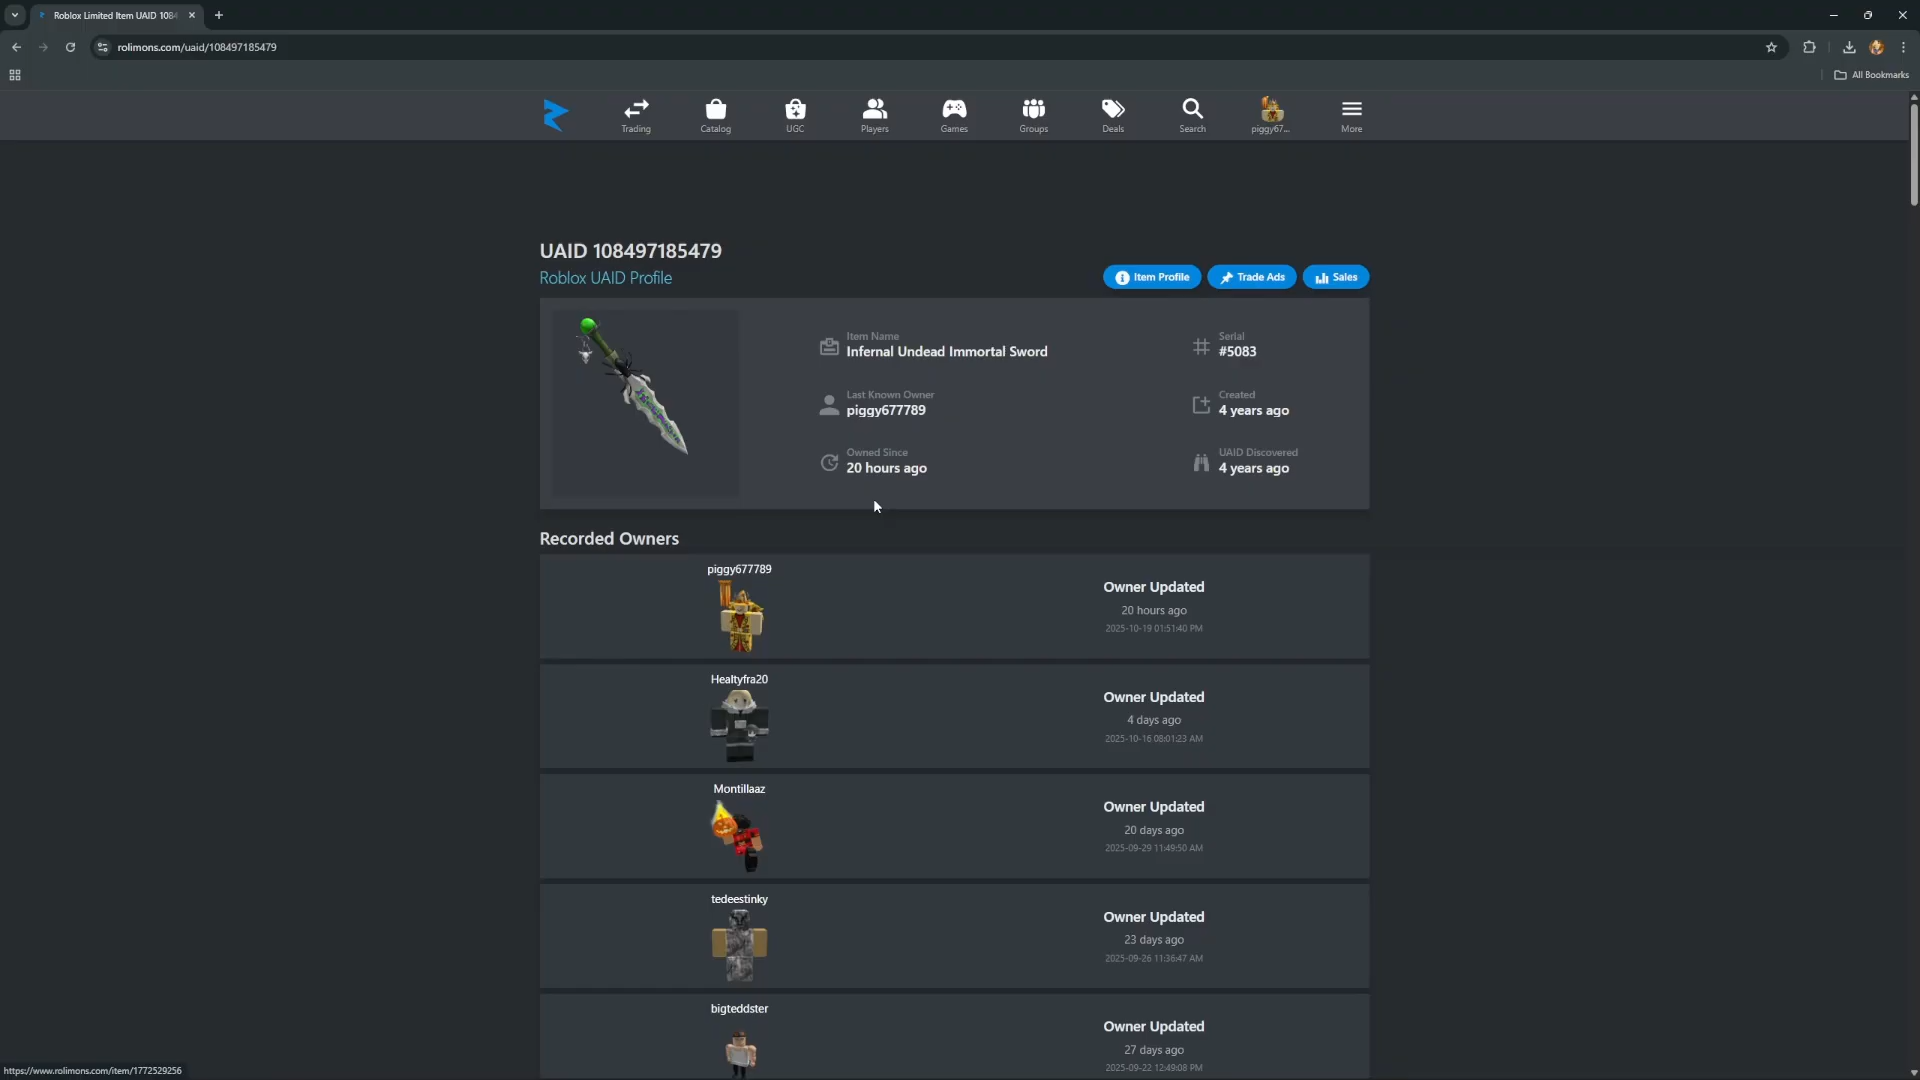 Roblox Limited Item UAID 1084
rolimons.com/uaid/108497185479
All Bookmarks
Trading
Catalog
UGC
Players
Games
Groups
Deals
Search
piggy67...
More
UAID 108497185479
Roblox UAID Profile
Item Profile
Trade Ads
Sales
Item Name
Infernal Undead Immortal Sword
Serial
#5083
Last Known Owner
piggy677789
Created
4 years ago
Owned Since
20 hours ago
UAID Discovered
4 years ago
Recorded Owners
piggy677789
Owner Updated
20 hours ago
2025-10-19 01:51:40 PM
Healtyfra20
Owner Updated
4 days ago
2025-10-16 08:01:23 AM
Montillaaz
Owner Updated
20 days ago
2025-09-29 11:49:50 AM
tedeestinky
Owner Updated
23 days ago
2025-09-26 11:36:47 AM
bigteddster
Owner Updated
27 days ago
2025-09-22 12:49:08 PM
https://www.rolimons.com/item/1772529256